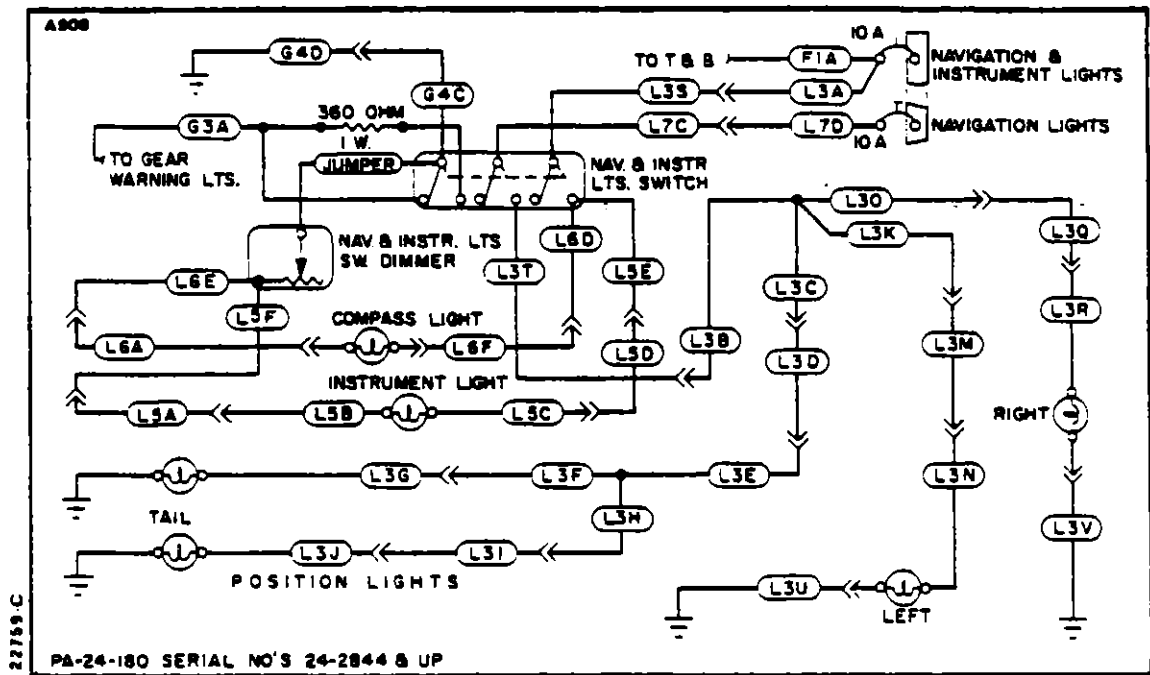 A908
G4D
TO T & B
F1A
10 A
NAVIGATION &
INSTRUMENT LIGHTS
G4C
L3S
L3A
360 OHM
1 W.
G3A
L7C
L7D
10A
NAVIGATION LIGHTS
TO GEAR
WARNING LTS.
JUMPER
NAV. & INSTR
LTS. SWITCH
L3O
L3K
L3Q
NAV. & INSTR. LTS
SW. DIMMER
L6D
L3T
L5E
L6E
L3C
L5F
L3R
COMPASS LIGHT
L6A
L6F
L5D
L3B
L3D
L3M
INSTRUMENT LIGHT
L5A
L5B
L5C
RIGHT
L3G
L3F
L3E
L3N
TAIL
L3H
L3V
L3J
L3I
POSITION LIGHTS
L3U
LEFT
22759-C
PA-24-180 SERIAL NO'S 24-2844 & UP